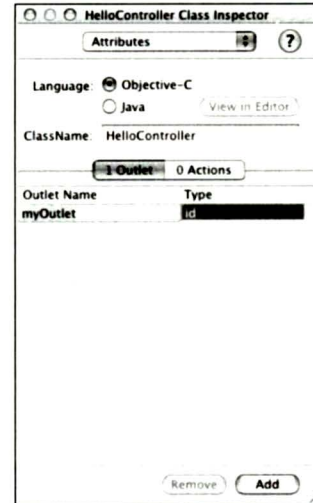 HelloController Class Inspector
Attributes
?
Language: Objective-C
Java View in Editor
ClassName: HelloController
1 Outlet 0 Actions
Outlet Name Type
myOutlet id
Remove Add